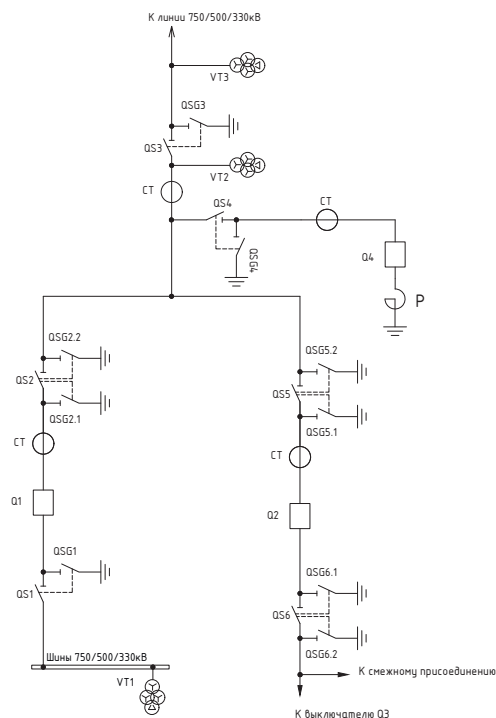 К линии 750/500/330кВ
VT3
QSG3
QS3
VT2
CT
QS4
CT
QSG4
Q4
P
QSG2.2
QS2
QSG2.1
CT
Q1
QSG1
QS1
Шины 750/500/330кВ
VT1
QSG5.2
QS5
QSG5.1
CT
Q2
QSG6.1
QS6
QSG6.2
К смежному присоединению
К выключателю Q3